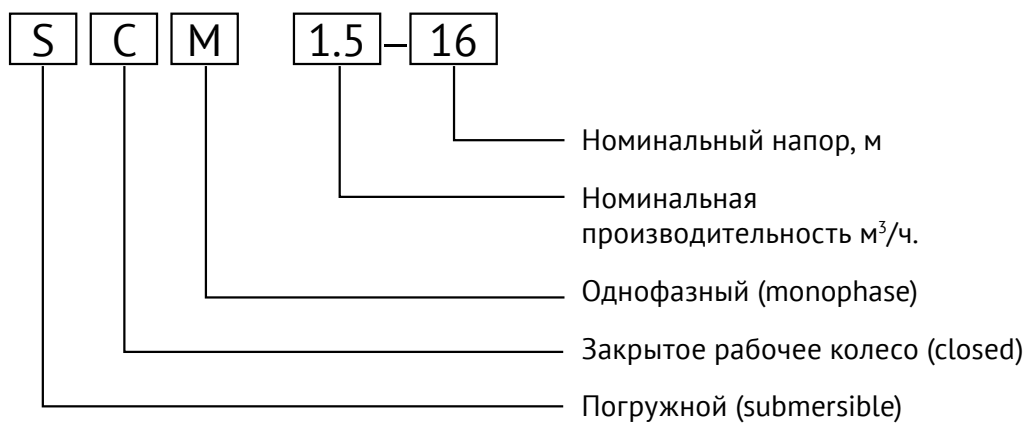 S C M 1.5–16
Номинальный напор, м
Номинальная
производительность м³/ч.
Однофазный (monophase)
Закрытое рабочее колесо (closed)
Погружной (submersible)